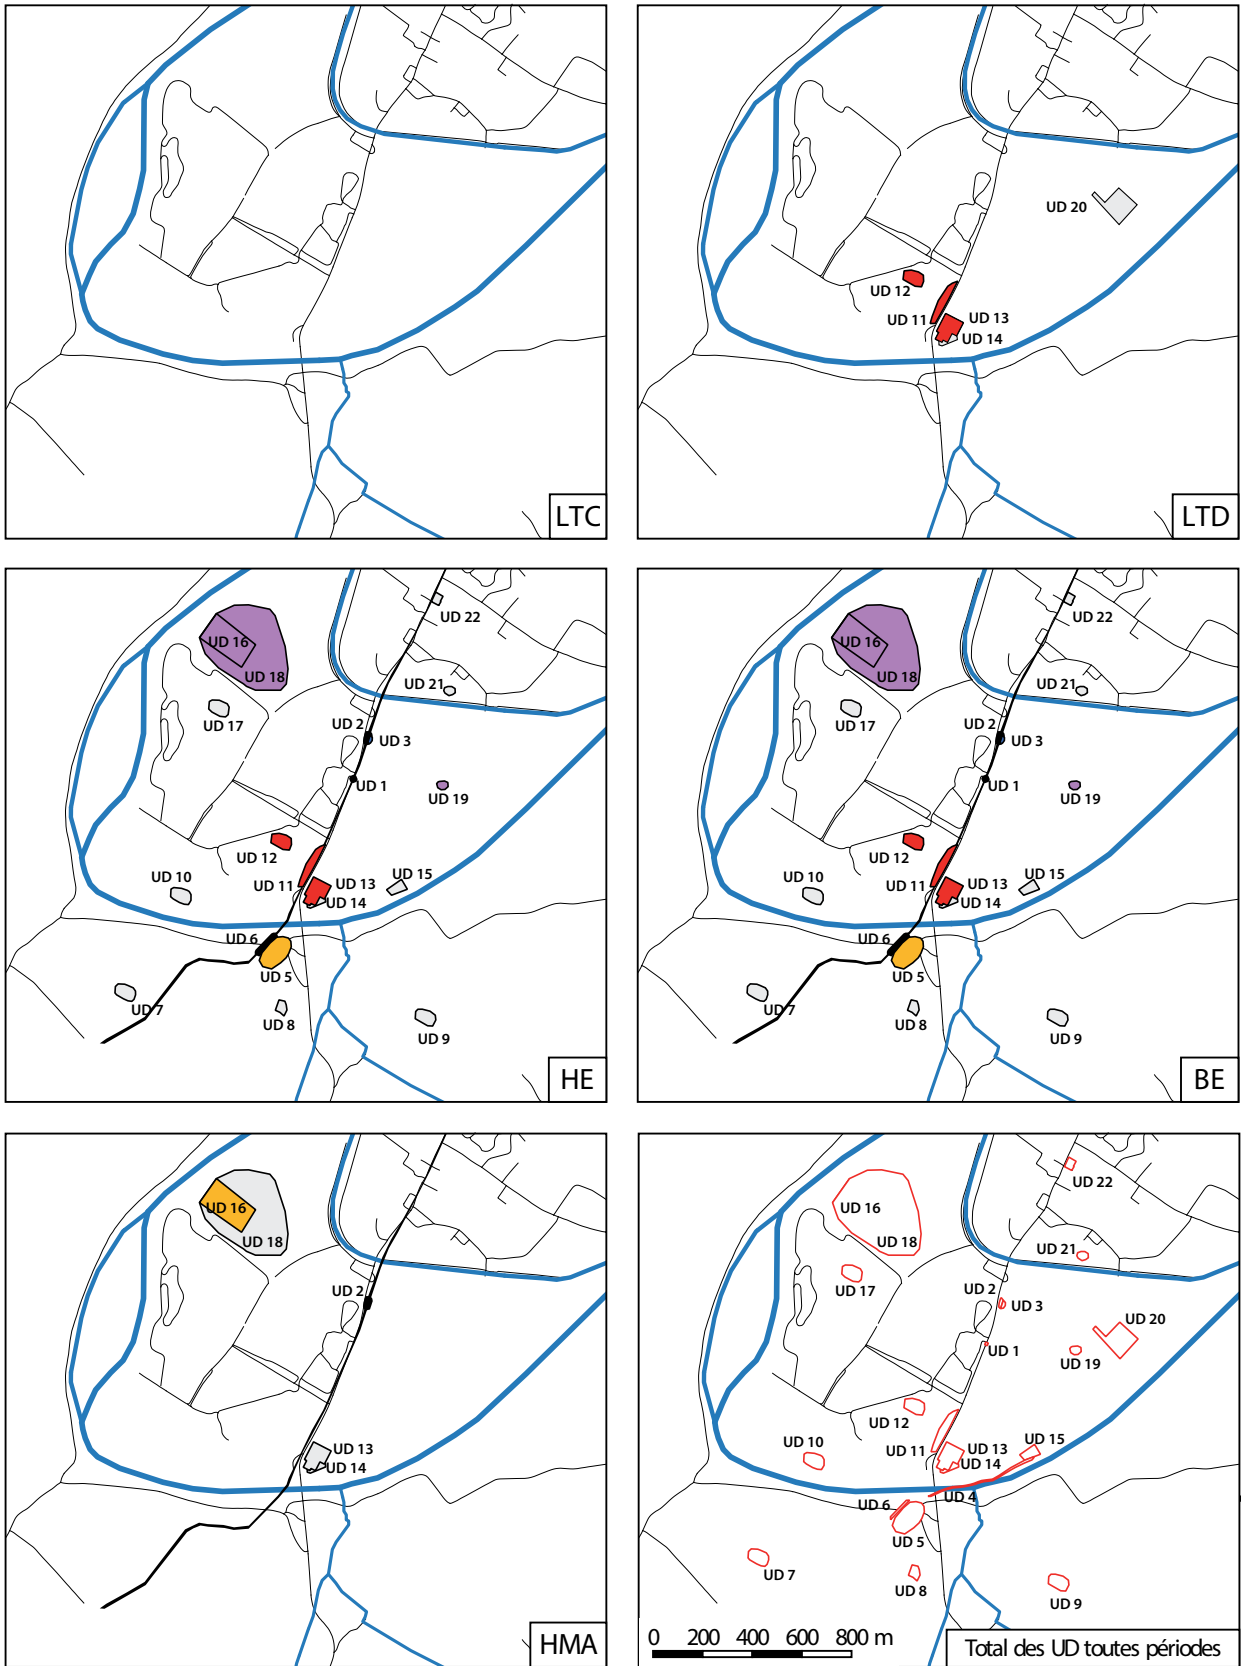 LTC
UD 20
UD 12
UD 11
UD 13
UD 14
LTD
UD 16
UD 18
UD 22
UD 21
UD 17
UD 2
UD 3
UD 1
UD 19
UD 12
UD 10
UD 11
UD 13
UD 15
UD 14
UD 6
UD 5
UD 7
UD 8
UD 9
HE
UD 16
UD 18
UD 22
UD 21
UD 17
UD 2
UD 3
UD 1
UD 19
UD 12
UD 10
UD 11
UD 13
UD 15
UD 14
UD 6
UD 5
UD 7
UD 8
UD 9
BE
UD 16
UD 18
UD 2
UD 13
UD 14
HMA
UD 22
UD 16
UD 18
UD 21
UD 17
UD 2
UD 3
UD 20
UD 1
UD 19
UD 12
UD 10
UD 11
UD 13
UD 15
UD 14
UD 4
UD 6
UD 5
UD 7
UD 8
UD 9
0 200 400 600 800 m
Total des UD toutes périodes